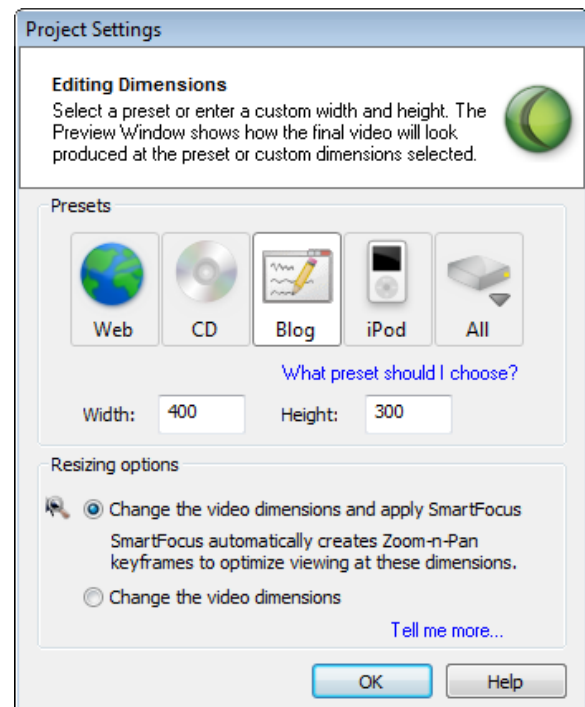 Project Settings
Editing Dimensions
Select a preset or enter a custom width and height. The
Preview Window shows how the final video will look
produced at the preset or custom dimensions selected.
Presets
Web CD Blog iPod All
What preset should I choose?
Width: 400 Height: 300
Resizing options
Change the video dimensions and apply SmartFocus
SmartFocus automatically creates Zoom-n-Pan
keyframes to optimize viewing at these dimensions.
Change the video dimensions
Tell me more...
OK Help